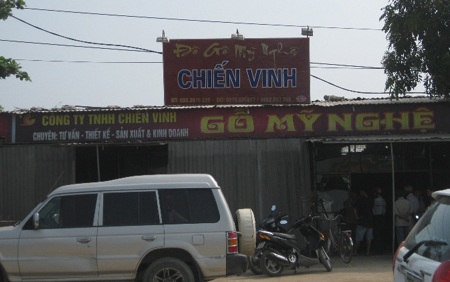 Đồ Gỗ Mỹ Nghệ
CHIẾN VINH
CÔNG TY TNHH CHIẾN VINH
CHUYÊN: TƯ VẤN - THIẾT KẾ - SẢN XUẤT & KINH DOANH
GỖ MỸ NGHỆ